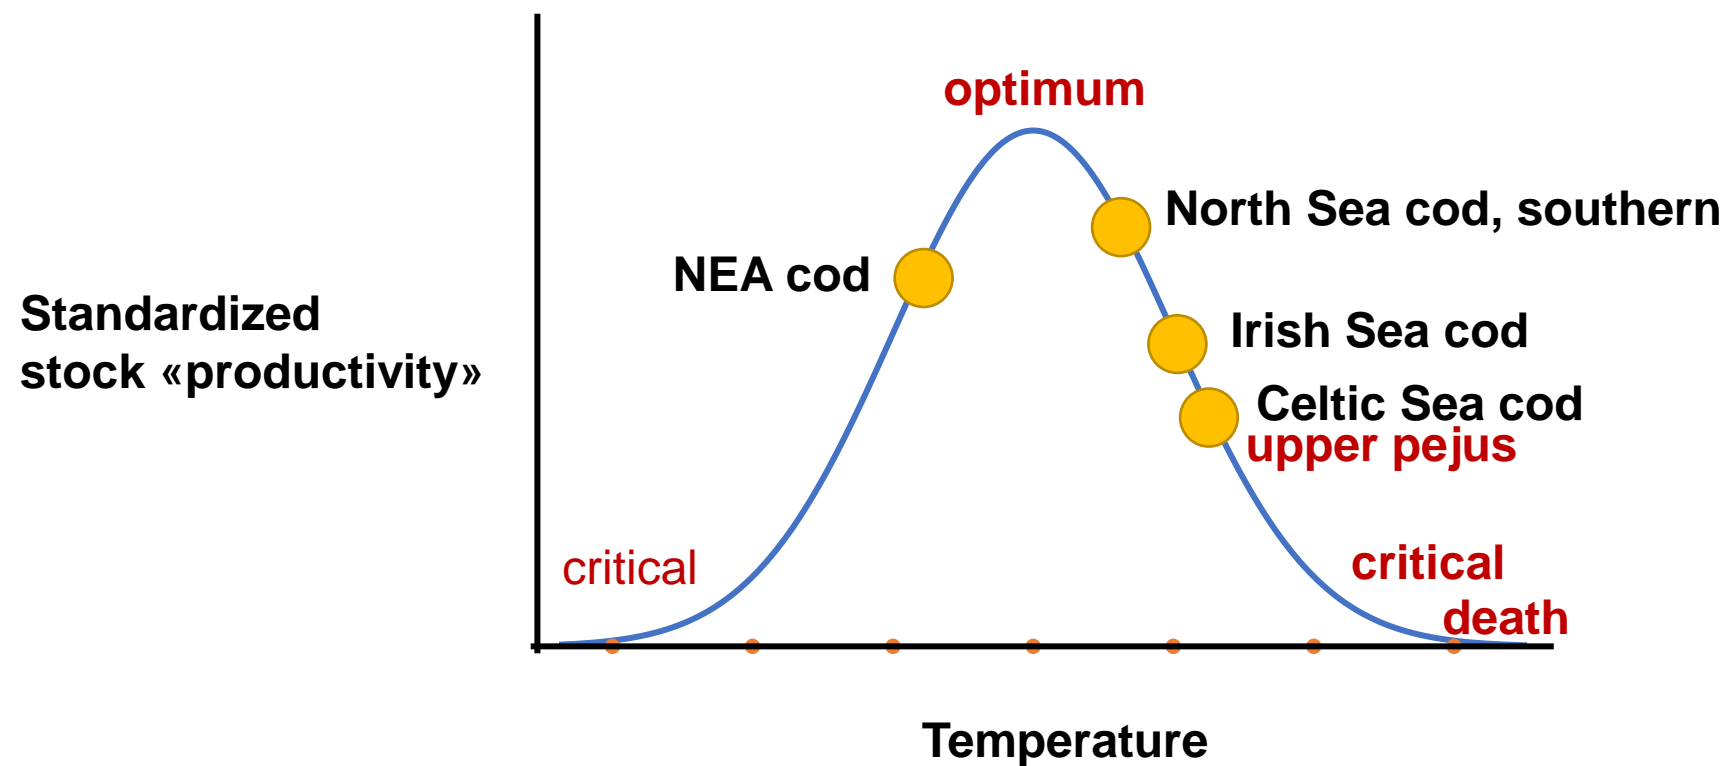 optimum
North Sea cod, southern
NEA cod
Standardized
stock «productivity»
Irish Sea cod
Celtic Sea cod
upper pejus
critical
critical
death
Temperature